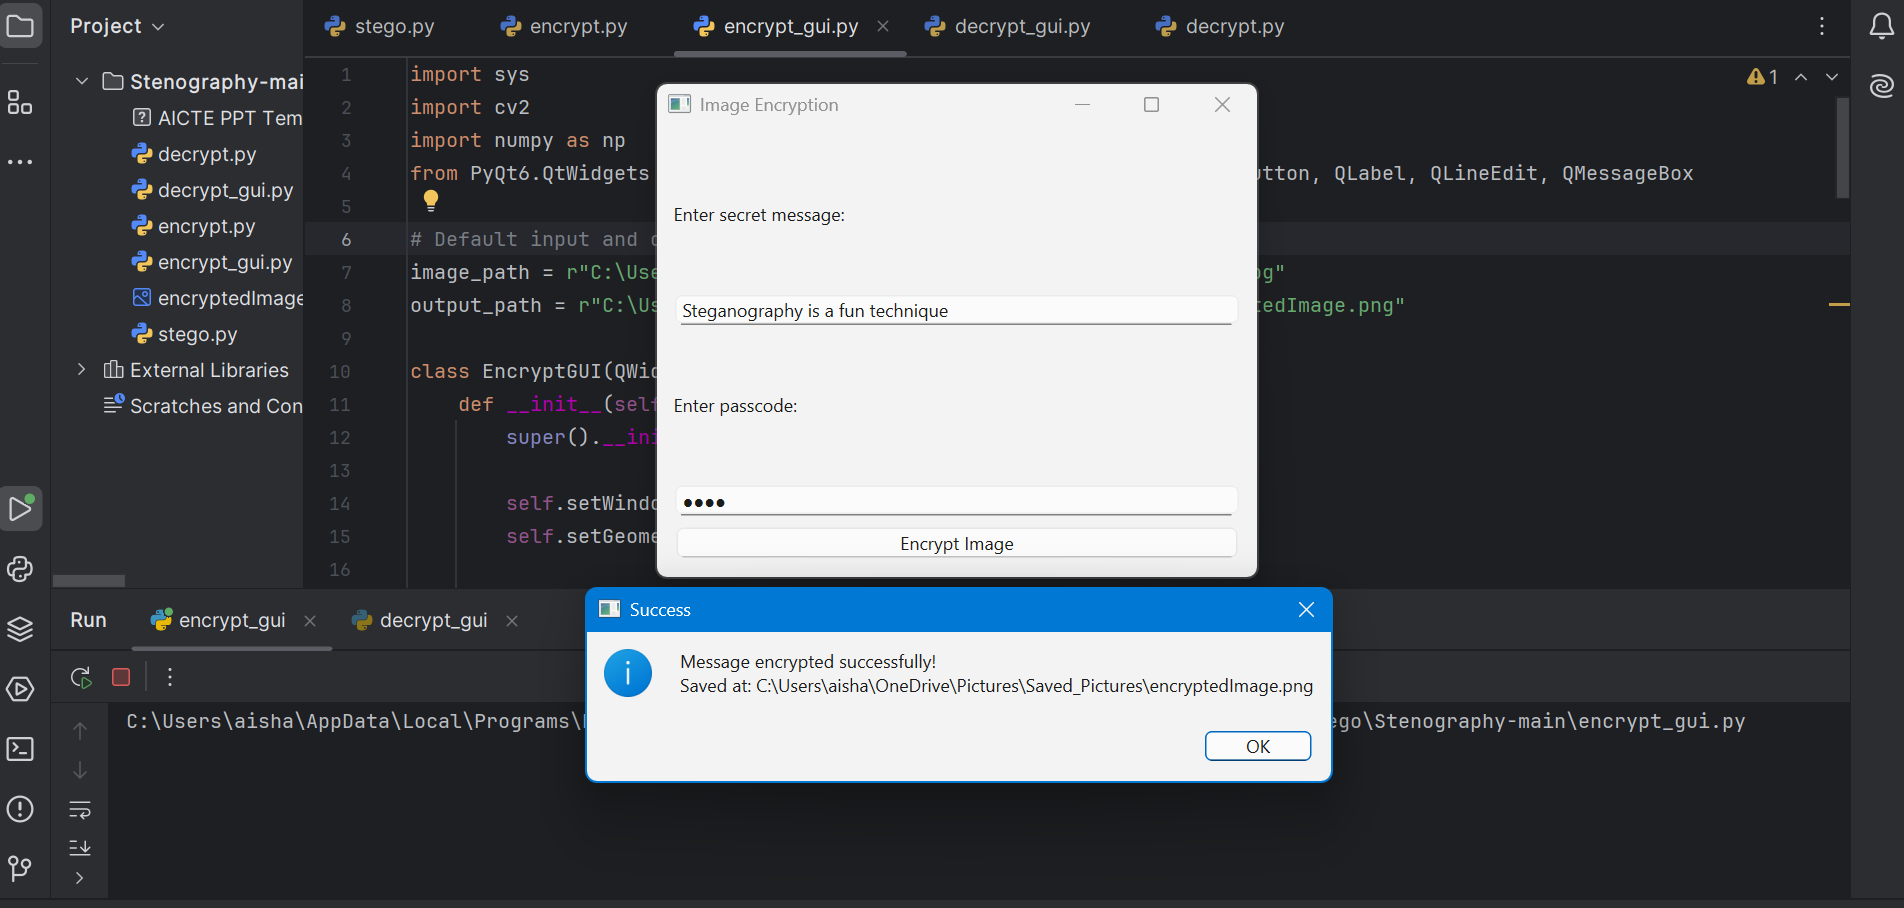 Project
stego.py
encrypt.py
encrypt_gui.py
decrypt_gui.py
decrypt.py
Stenography-mai
AICTE PPT Tem
decrypt.py
decrypt_gui.py
encrypt.py
encrypt_gui.py
encryptedImage
stego.py
External Libraries
Scratches and Con
1 import sys
2 import cv2
3 import numpy as np
4 from PyQt6.QtWidgets utton, QLabel, QLineEdit, QMessageBox
5
6 # Default input and
7 image_path = r"C:\Use g"
8 output_path = r"C:\Us tedImage.png"
9
10 class EncryptGUI(QWid
11 def __init__(self
12 super().__ini
13
14 self.setWindo
15 self.setGeome
16
1
Image Encryption
Enter secret message:
Steganography is a fun technique
Enter passcode:
••••
Encrypt Image
Run
encrypt_gui
decrypt_gui
Success
Message encrypted successfully!
Saved at: C:\Users\aisha\OneDrive\Pictures\Saved_Pictures\encryptedImage.png
OK
C:\Users\aisha\AppData\Local\Programs\ ego\Stenography-main\encrypt_gui.py